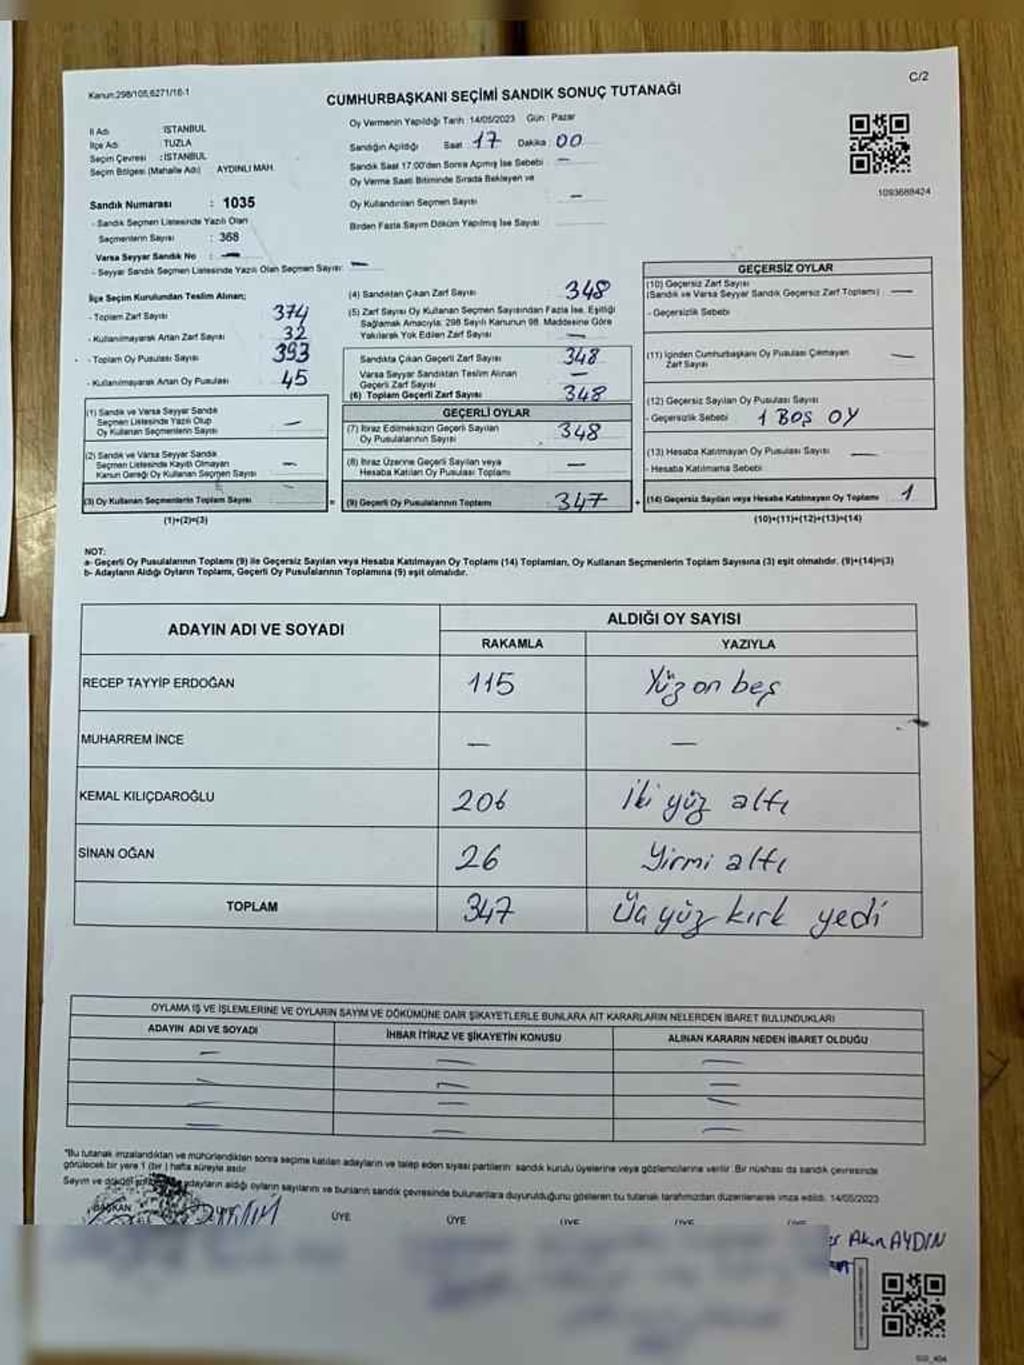 Kanun:298/105,6271/16-1
C/2
CUMHURBAŞKANI SEÇİMİ SANDIK SONUÇ TUTANAĞI
İl Adı : İSTANBUL
İlçe Adı : TUZLA
Seçim Çevresi : İSTANBUL
Seçim Bölgesi (Mahalle Adı) AYDINLI MAH.
Sandık Numarası : 1035
- Sandık Seçmen Listesinde Yazılı Olan
Seçmenlerin Sayısı : 368
Varsa Seyyar Sandık No : —
- Seyyar Sandık Seçmen Listesinde Yazılı Olan Seçmen Sayısı: —
Oy Vermenin Yapıldığı Tarih :14/05/2023 Gün : Pazar
Sandığın Açıldığı Saat : 17 Dakika : 00
Sandık Saat 17:00'den Sonra Açılmış İse Sebebi : —
Oy Verme Saati Bitiminde Sırada Bekleyen ve
Oy Kullandırılan Seçmen Sayısı —
Birden Fazla Sayım Döküm Yapılmış İse Sayısı
1093688424
İlçe Seçim Kurulundan Teslim Alınan;
- Toplam Zarf Sayısı 374
- Kullanılmayarak Artan Zarf Sayısı 32
- Toplam Oy Pusulası Sayısı 393
- Kullanılmayarak Artan Oy Pusulası 45
(1) Sandık ve Varsa Seyyar Sandık
Seçmen Listesinde Yazılı Olup
Oy Kullanan Seçmenlerin Sayısı —
(2) Sandık ve Varsa Seyyar Sandık
Seçmen Listesinde Kayıtlı Olmayan
Kanun Gereği Oy Kullanan Seçmen Sayısı —
(3) Oy Kullanan Seçmenlerin Toplam Sayısı
(1)+(2)=(3)
(4) Sandıktan Çıkan Zarf Sayısı 348
(5) Zarf Sayısı Oy Kullanan Seçmen Sayısından Fazla İse, Eşitliği
Sağlamak Amacıyla; 298 Sayılı Kanunun 98. Maddesine Göre
Yakılarak Yok Edilen Zarf Sayısı —
Sandıkta Çıkan Geçerli Zarf Sayısı 348
Varsa Seyyar Sandıktan Teslim Alınan
Geçerli Zarf Sayısı —
(6) Toplam Geçerli Zarf Sayısı 348
GEÇERLİ OYLAR
(7) İtiraz Edilmeksizin Geçerli Sayılan
Oy Pusulalarının Sayısı 348
(8) İtiraz Üzerine Geçerli Sayılan veya
Hesaba Katılan Oy Pusulası Toplamı —
= (9) Geçerli Oy Pusulalarının Toplamı 347 +
GEÇERSİZ OYLAR
(10) Geçersiz Zarf Sayısı
(Sandık ve Varsa Seyyar Sandık Geçersiz Zarf Toplamı) —
- Geçersizlik Sebebi
(11) İçinden Cumhurbaşkanı Oy Pusulası Çıkmayan
Zarf Sayısı —
(12) Geçersiz Sayılan Oy Pusulası Sayısı
- Geçersizlik Sebebi 1 BOŞ OY
(13) Hesaba Katılmayan Oy Pusulası Sayısı —
- Hesaba Katılmama Sebebi
(14) Geçersiz Sayılan veya Hesaba Katılmayan Oy Toplamı 1
(10)+(11)+(12)+(13)=(14)
NOT:
a- Geçerli Oy Pusulalarının Toplamı (9) ile Geçersiz Sayılan veya Hesaba Katılmayan Oy Toplamı (14) Toplamları, Oy Kullanan Seçmenlerin Toplam Sayısına (3) eşit olmalıdır. (9)+(14)=(3)
b- Adayların Aldığı Oyların Toplamı, Geçerli Oy Pusulalarının Toplamına (9) eşit olmalıdır.
ADAYIN ADI VE SOYADI ALDIĞI OY SAYISI
RAKAMLA YAZIYLA
RECEP TAYYİP ERDOĞAN 115 Yüz on beş
MUHARREM İNCE — —
KEMAL KILIÇDAROĞLU 206 İki yüz altı
SİNAN OĞAN 26 Yirmi altı
TOPLAM 347 Üç yüz kırk yedi
OYLAMA İŞ VE İŞLEMLERİNE VE OYLARIN SAYIM VE DÖKÜMÜNE DAİR ŞİKAYETLERLE BUNLARA AİT KARARLARIN NELERDEN İBARET BULUNDUKLARI
ADAYIN ADI VE SOYADI İHBAR İTİRAZ VE ŞİKAYETİN KONUSU ALINAN KARARIN NEDEN İBARET OLDUĞU
— — —
— — —
— — —
— — —
*Bu tutanak imzalandıktan ve mühürlendikten sonra seçime katılan adayların ve talep eden siyasi partilerin sandık kurulu üyelerine veya gözlemcilerine verilir. Bir nüshası da sandık çevresinde
görülecek bir yere 1 (bir) hafta süreyle asılır.
Sayım ve adayların aldığı oyların sayılarını ve bunların sandık çevresinde bulunanlara duyurulduğunu gösteren bu tutanak tarafımızdan düzenlenerek imza edildi. 14/05/2023
BAŞKAN ÜYE ÜYE ÜYE ÜYE ÜYE
Akın AYDIN